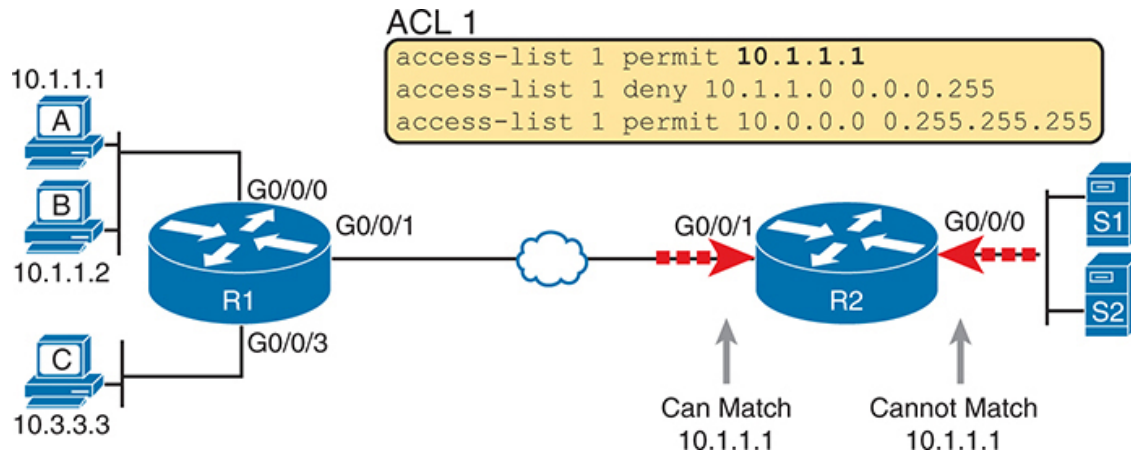 ACL 1
access-list 1 permit 10.1.1.1
access-list 1 deny 10.1.1.0 0.0.0.255
access-list 1 permit 10.0.0.0 0.255.255.255
10.1.1.1
A
B
10.1.1.2
G0/0/0
G0/0/1
R1
G0/0/3
C
10.3.3.3
G0/0/1
G0/0/0
R2
S1
S2
Can Match
10.1.1.1
Cannot Match
10.1.1.1